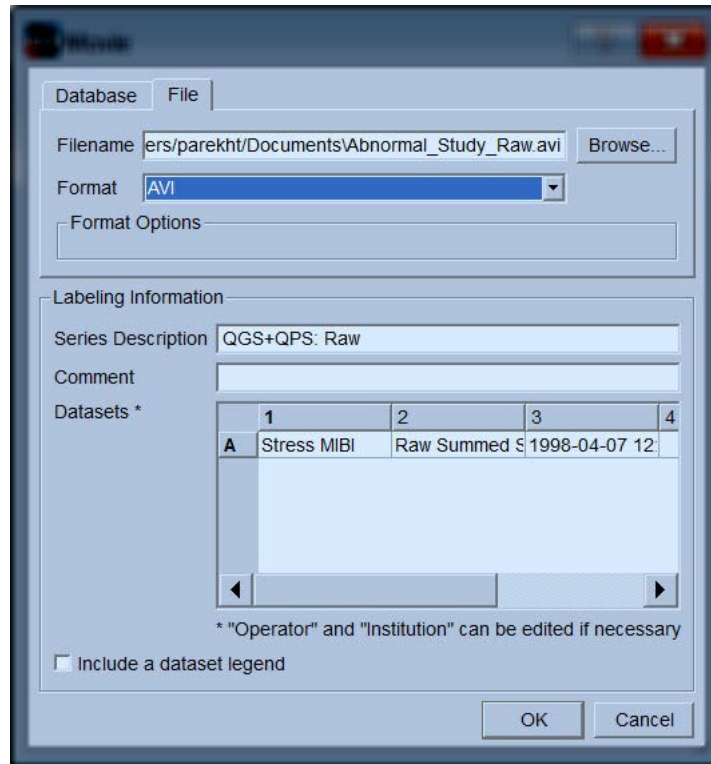 Movie
Database File
Filename ers/parekht/Documents\Abnormal_Study_Raw.avi Browse...
Format AVI
Format Options
Labeling Information
Series Description QGS+QPS: Raw
Comment
Datasets *
1 2 3 4
A Stress MIBI Raw Summed S 1998-04-07 12:
* "Operator" and "Institution" can be edited if necessary
Include a dataset legend
OK Cancel